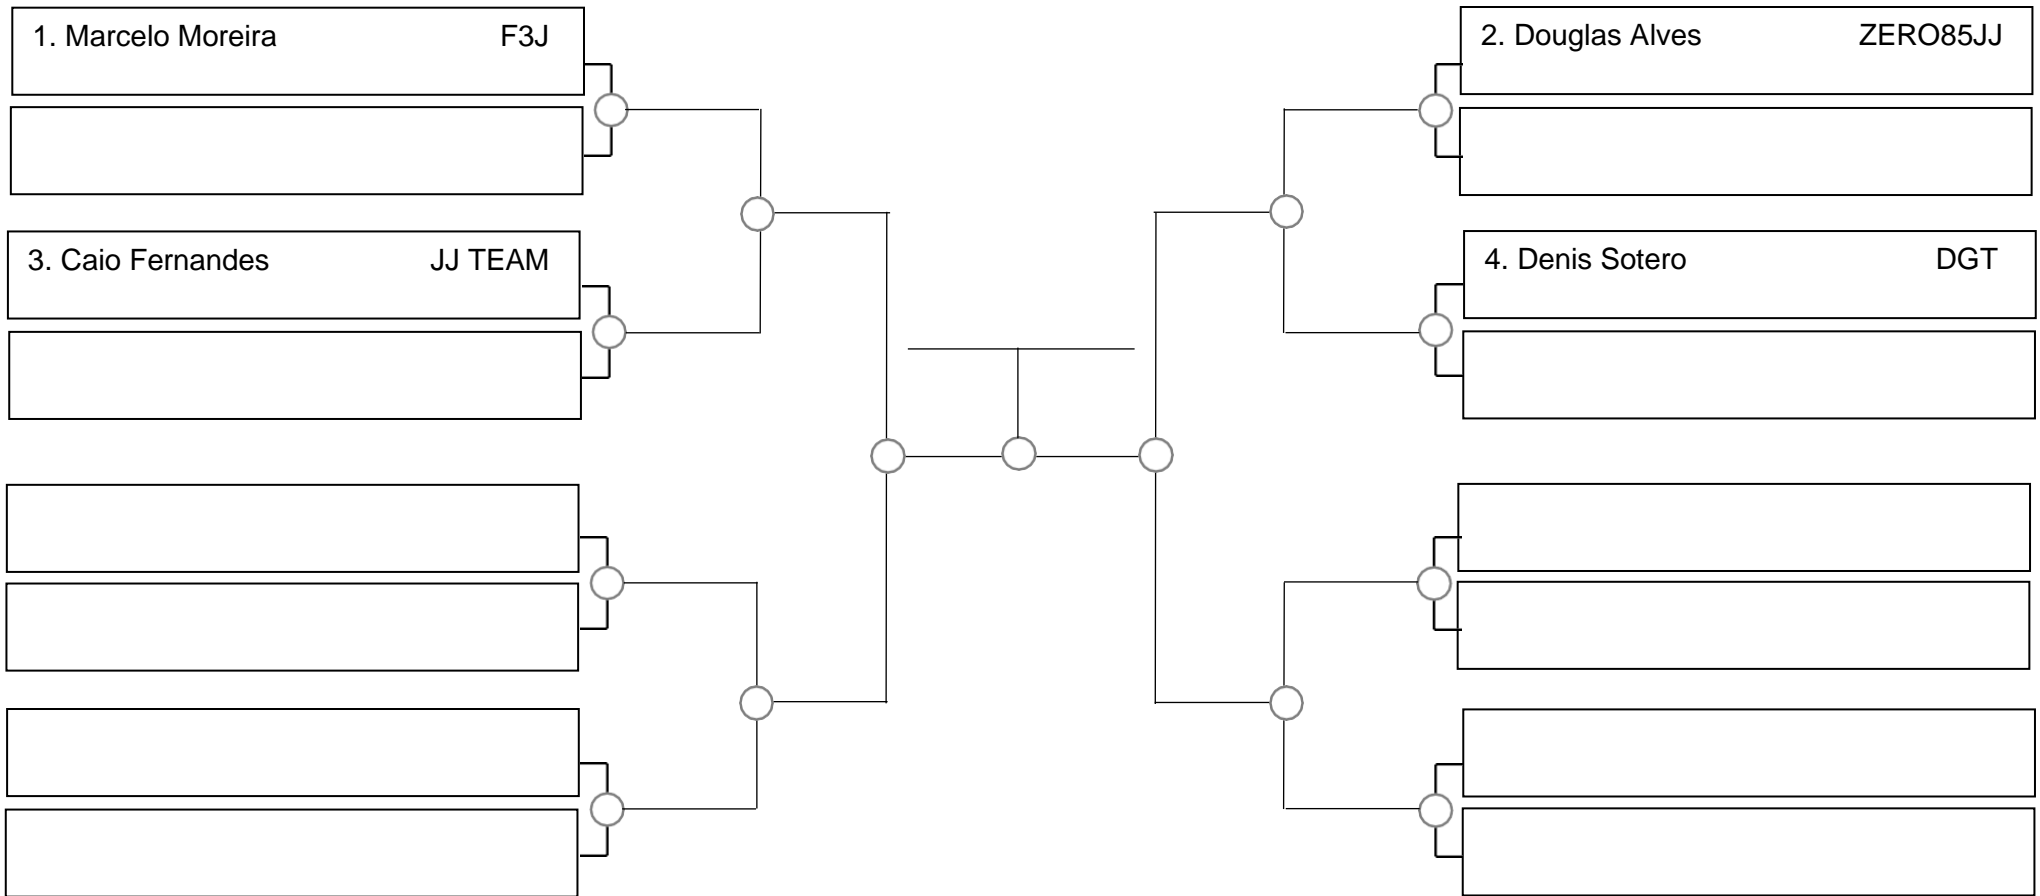 1. Marcelo Moreira F3J
2. Douglas Alves ZERO85JJ
3. Caio Fernandes JJ TEAM
4. Denis Sotero DGT